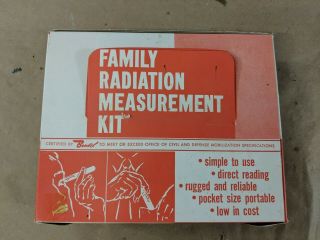 FAMILY
RADIATION
MEASUREMENT
KIT
CERTIFIED BY Bendix TO MEET OR EXCEED OFFICE OF CIVIL AND DEFENSE MOBILIZATION SPECIFICATIONS
• simple to use
• direct reading
• rugged and reliable
• pocket size portable
• low in cost